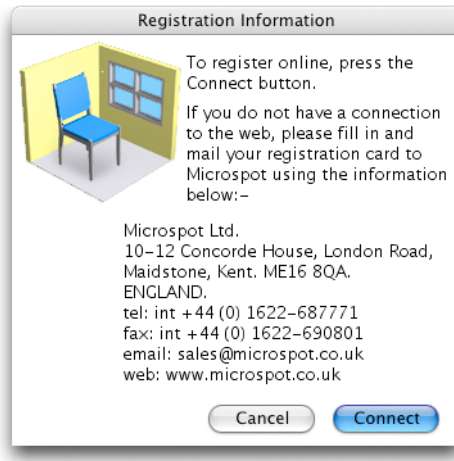 Registration Information
To register online, press the
Connect button.
If you do not have a connection
to the web, please fill in and
mail your registration card to
Microspot using the information
below:–
Microspot Ltd.
10–12 Concorde House, London Road,
Maidstone, Kent. ME16 8QA.
ENGLAND.
tel: int +44 (0) 1622–687771
fax: int +44 (0) 1622–690801
email: sales@microspot.co.uk
web: www.microspot.co.uk
Cancel Connect